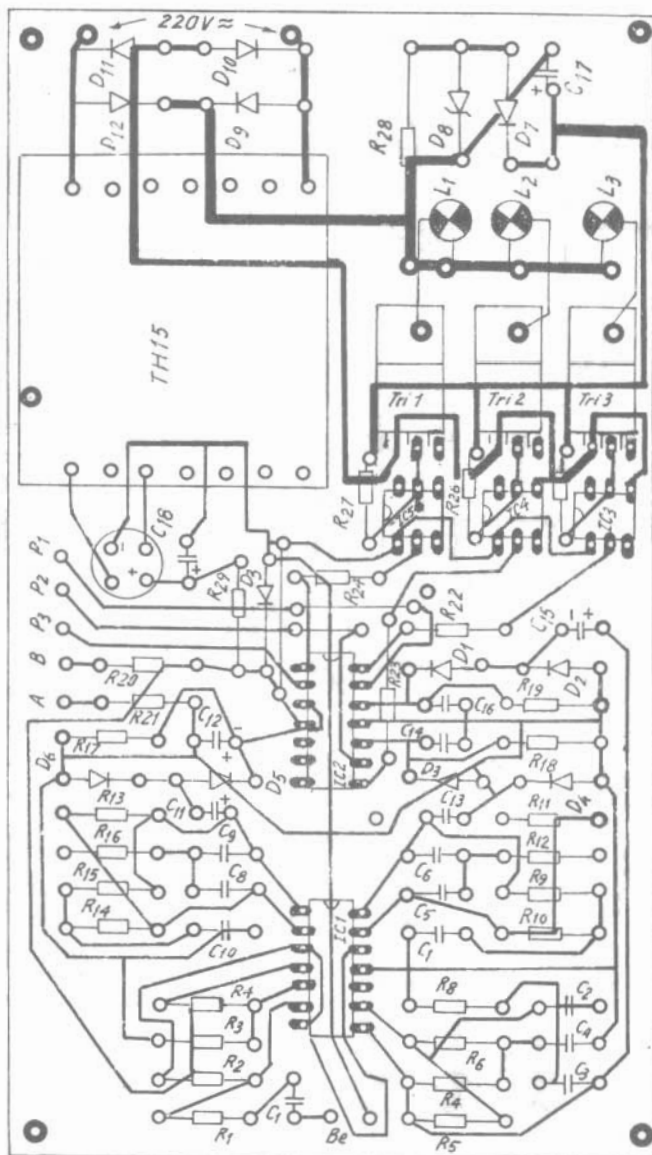 220V≈
D11
D10
D12
D9
R28
D8
D7
C17
L1
L2
L3
TH15
Tri 1
Tri 2
Tri 3
R27
IC5
R26
IC4
IC3
C18
P1
P2
P3
B
A
R29
D3
R24
R22
C15
R20
R21
R23
D1
D2
R19
C16
C12
R17
D6
C14
R18
D5
IC2
D3
R13
C11
C13
R11
D4
R16
C9
R12
C6
R15
C8
R9
C5
R14
R10
C10
IC1
C1
R4
R8
C2
R3
R6
C4
R2
R4
C3
R1
C1
Be
R5